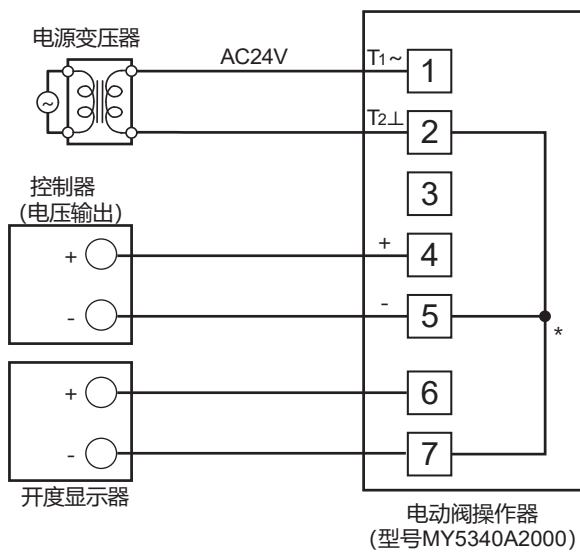 电源变压器
AC24V
T1~
1
~
T2⊥
2
3
控制器
(电压输出)
+
+
4
-
-
5
*
+
6
-
7
开度显示器
电动阀操作器
(型号MY5340A2000)